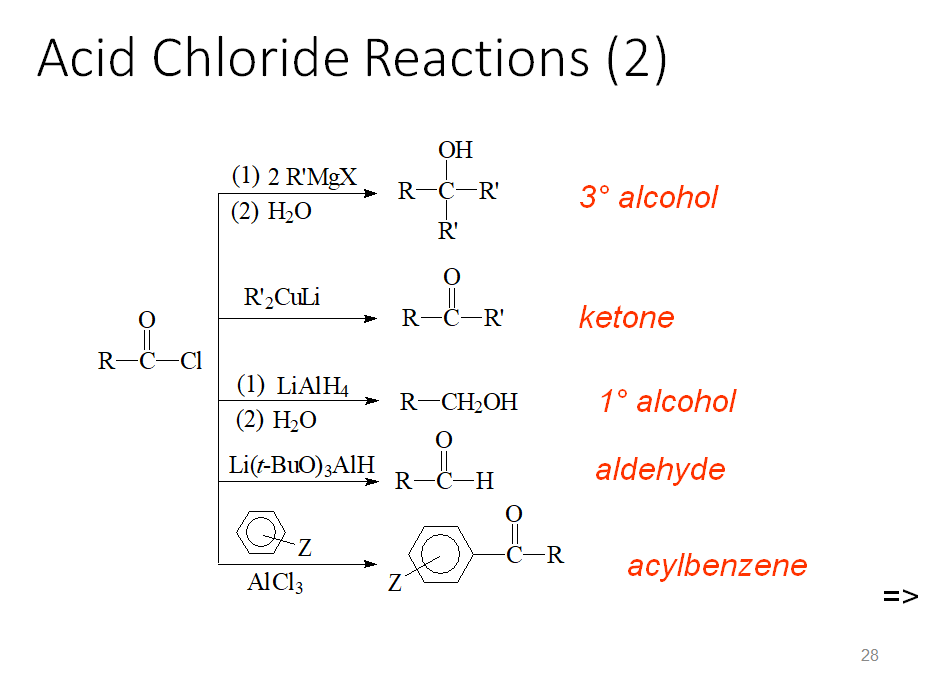 Acid Chloride Reactions (2)
OH
(1) 2 R'MgX
R—C—R'
3° alcohol
(2) H₂O
R'
O
R'₂CuLi
R—C—R'
ketone
O
R—C—Cl
(1) LiAlH₄
R—CH₂OH
1° alcohol
(2) H₂O
O
Li(t-BuO)₃AlH
R—C—H
aldehyde
O
Z
C—R
acylbenzene
AlCl₃
Z
=>
28